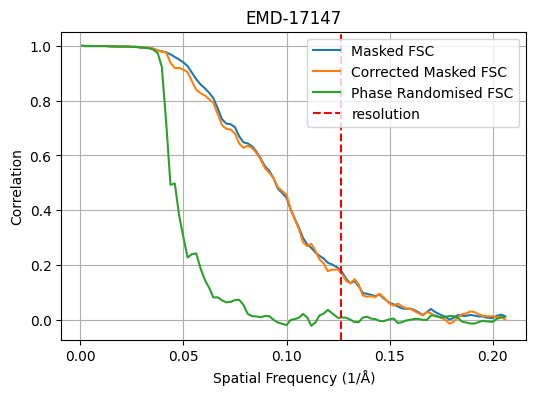 EMD-17147
Masked FSC
Corrected Masked FSC
Phase Randomised FSC
resolution
Correlation
1.0
0.8
0.6
0.4
0.2
0.0
0.00 0.05 0.10 0.15 0.20
Spatial Frequency (1/Å)